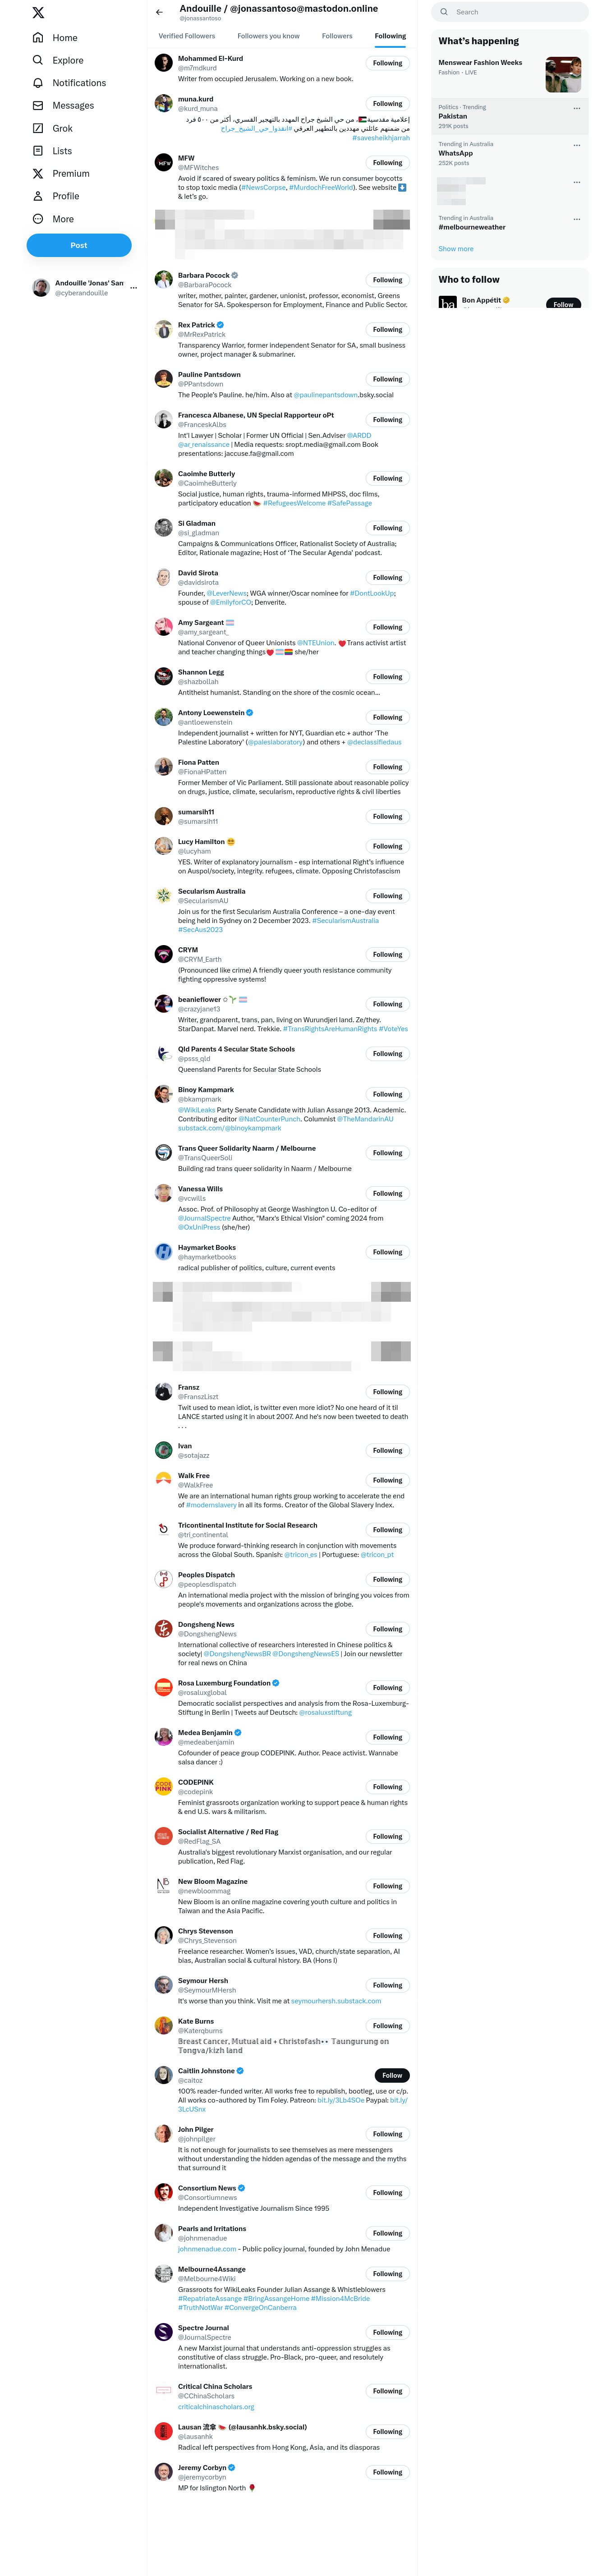 Home
Explore
Notifications
Messages
Grok
Lists
Premium
Profile
More
Post
Andouille 'Jonas' San
@cyberandouille
Andouille / @jonassantoso@mastodon.online
@jonassantoso
Verified Followers
Followers you know
Followers
Following
Mohammed El-Kurd
@m7mdkurd
Following
Writer from occupied Jerusalem. Working on a new book.
muna.kurd
@kurd_muna
Following
إعلامية مقدسية🇵🇸، من حي الشيخ جراح المهدد بالتهجير القسري، أكثر من ٥٠٠ فرد
من ضمنهم عائلتي مهددين بالتطهير العرقي #انقذوا_حي_الشيخ_جراح
#savesheikhjarrah
MFW
@MFWitches
Following
Avoid if scared of sweary politics & feminism. We run consumer boycotts
to stop toxic media (#NewsCorpse, #MurdochFreeWorld). See website ⬇️
& let's go.
Barbara Pocock
@BarbaraPocock
Following
writer, mother, painter, gardener, unionist, professor, economist, Greens
Senator for SA. Spokesperson for Employment, Finance and Public Sector.
Rex Patrick
@MrRexPatrick
Following
Transparency Warrior, former independent Senator for SA, small business
owner, project manager & submariner.
Pauline Pantsdown
@PPantsdown
Following
The People's Pauline. he/him. Also at @paulinepantsdown.bsky.social
Francesca Albanese, UN Special Rapporteur oPt
@FranceskAlbs
Following
Int'l Lawyer | Scholar | Former UN Official | Sen.Adviser @ARDD
@ar_renaissance | Media requests: sropt.media@gmail.com Book
presentations: jaccuse.fa@gmail.com
Caoimhe Butterly
@CaoimheButterly
Following
Social justice, human rights, trauma-informed MHPSS, doc films,
participatory education 🍉 #RefugeesWelcome #SafePassage
Si Gladman
@si_gladman
Following
Campaigns & Communications Officer, Rationalist Society of Australia;
Editor, Rationale magazine; Host of 'The Secular Agenda' podcast.
David Sirota
@davidsirota
Following
Founder, @LeverNews; WGA winner/Oscar nominee for #DontLookUp;
spouse of @EmilyforCO; Denverite.
Amy Sargeant 🏳️‍⚧️
@amy_sargeant_
Following
National Convenor of Queer Unionists @NTEUnion. ❤️Trans activist artist
and teacher changing things❤️🏳️‍⚧️🏳️‍🌈 she/her
Shannon Legg
@shazbollah
Following
Antitheist humanist. Standing on the shore of the cosmic ocean...
Antony Loewenstein
@antloewenstein
Following
Independent journalist + written for NYT, Guardian etc + author 'The
Palestine Laboratory' (@paleslaboratory) and others + @declassifiedaus
Fiona Patten
@FionaHPatten
Following
Former Member of Vic Parliament. Still passionate about reasonable policy
on drugs, justice, climate, secularism, reproductive rights & civil liberties
sumarsih11
@sumarsih11
Following
Lucy Hamilton
@lucyham
Following
YES. Writer of explanatory journalism - esp international Right's influence
on Auspol/society, integrity. refugees, climate. Opposing Christofascism
Secularism Australia
@SecularismAU
Following
Join us for the first Secularism Australia Conference – a one-day event
being held in Sydney on 2 December 2023. #SecularismAustralia
#SecAus2023
CRYM
@CRYM_Earth
Following
(Pronounced like crime) A friendly queer youth resistance community
fighting oppressive systems!
beanieflower
@crazyjane13
Following
Writer, grandparent, trans, pan, living on Wurundjeri land. Ze/they.
StarDanpat. Marvel nerd. Trekkie. #TransRightsAreHumanRights #VoteYes
Qld Parents 4 Secular State Schools
@psss_qld
Following
Queensland Parents for Secular State Schools
Binoy Kampmark
@bkampmark
Following
@WikiLeaks Party Senate Candidate with Julian Assange 2013. Academic.
Contributing editor @NatCounterPunch. Columnist @TheMandarinAU
substack.com/@binoykampmark
Trans Queer Solidarity Naarm / Melbourne
@TransQueerSoli
Following
Building rad trans queer solidarity in Naarm / Melbourne
Vanessa Wills
@vcwills
Following
Assoc. Prof. of Philosophy at George Washington U. Co-editor of
@JournalSpectre Author, "Marx's Ethical Vision" coming 2024 from
@OxUniPress (she/her)
Haymarket Books
@haymarketbooks
Following
radical publisher of politics, culture, current events
Fransz
@FranszLiszt
Following
Twit used to mean idiot, is twitter even more idiot? No one heard of it til
LANCE started using it in about 2007. And he's now been tweeted to death
. . .
Ivan
@sotajazz
Following
Walk Free
@WalkFree
Following
We are an international human rights group working to accelerate the end
of #modernslavery in all its forms. Creator of the Global Slavery Index.
Tricontinental Institute for Social Research
@tri_continental
Following
We produce forward-thinking research in conjunction with movements
across the Global South. Spanish: @tricon_es | Portuguese: @tricon_pt
Peoples Dispatch
@peoplesdispatch
Following
An international media project with the mission of bringing you voices from
people's movements and organizations across the globe.
Dongsheng News
@DongshengNews
Following
International collective of researchers interested in Chinese politics &
society| @DongshengNewsBR @DongshengNewsES | Join our newsletter
for real news on China
Rosa Luxemburg Foundation
@rosaluxglobal
Following
Democratic socialist perspectives and analysis from the Rosa-Luxemburg-
Stiftung in Berlin | Tweets auf Deutsch: @rosaluxstiftung
Medea Benjamin
@medeabenjamin
Following
Cofounder of peace group CODEPINK. Author. Peace activist. Wannabe
salsa dancer ;)
CODEPINK
@codepink
Following
Feminist grassroots organization working to support peace & human rights
& end U.S. wars & militarism.
Socialist Alternative / Red Flag
@RedFlag_SA
Following
Australia's biggest revolutionary Marxist organisation, and our regular
publication, Red Flag.
New Bloom Magazine
@newbloommag
Following
New Bloom is an online magazine covering youth culture and politics in
Taiwan and the Asia Pacific.
Chrys Stevenson
@Chrys_Stevenson
Following
Freelance researcher. Women's issues, VAD, church/state separation, AI
bias, Australian social & cultural history. BA (Hons I)
Seymour Hersh
@SeymourMHersh
Following
It's worse than you think. Visit me at seymourhersh.substack.com
Kate Burns
@Katerqburns
Following
𝔹𝕣𝕖𝕒𝕤𝕥 ℂ𝕒𝕟𝕔𝕖𝕣, 𝕄𝕦𝕥𝕦𝕒𝕝 𝕒𝕚𝕕 + ℂ𝕙𝕣𝕚𝕤𝕥𝕠𝕗𝕒𝕤𝕙•• 𝕋𝕒𝕦𝕟𝕘𝕦𝕣𝕦𝕟𝕘 𝕠𝕟
𝕋𝕠𝕟𝕘𝕧𝕒/𝕜𝕚𝕫𝕙 𝕝𝕒𝕟𝕕
Caitlin Johnstone
@caitoz
Follow
100% reader-funded writer. All works free to republish, bootleg, use or c/p.
All works co-authored by Tim Foley. Patreon: bit.ly/3Lb4SOe Paypal: bit.ly/
3LcUSnx
John Pilger
@johnpilger
Following
It is not enough for journalists to see themselves as mere messengers
without understanding the hidden agendas of the message and the myths
that surround it
Consortium News
@Consortiumnews
Following
Independent Investigative Journalism Since 1995
Pearls and Irritations
@johnmenadue
Following
johnmenadue.com - Public policy journal, founded by John Menadue
Melbourne4Assange
@Melbourne4Wiki
Following
Grassroots for WikiLeaks Founder Julian Assange & Whistleblowers
#RepatriateAssange #BringAssangeHome #Mission4McBride
#TruthNotWar #ConvergeOnCanberra
Spectre Journal
@JournalSpectre
Following
A new Marxist journal that understands anti-oppression struggles as
constitutive of class struggle. Pro-Black, pro-queer, and resolutely
internationalist.
Critical China Scholars
@CChinaScholars
Following
criticalchinascholars.org
Lausan 流傘 🍉 (@lausanhk.bsky.social)
@lausanhk
Following
Radical left perspectives from Hong Kong, Asia, and its diasporas
Jeremy Corbyn
@jeremycorbyn
Following
MP for Islington North 🌹
Search
What's happening
Menswear Fashion Weeks
Fashion · LIVE
Politics · Trending
Pakistan
291K posts
Trending in Australia
WhatsApp
252K posts
Trending in Australia
#melbourneweather
Show more
Who to follow
Bon Appétit
Follow